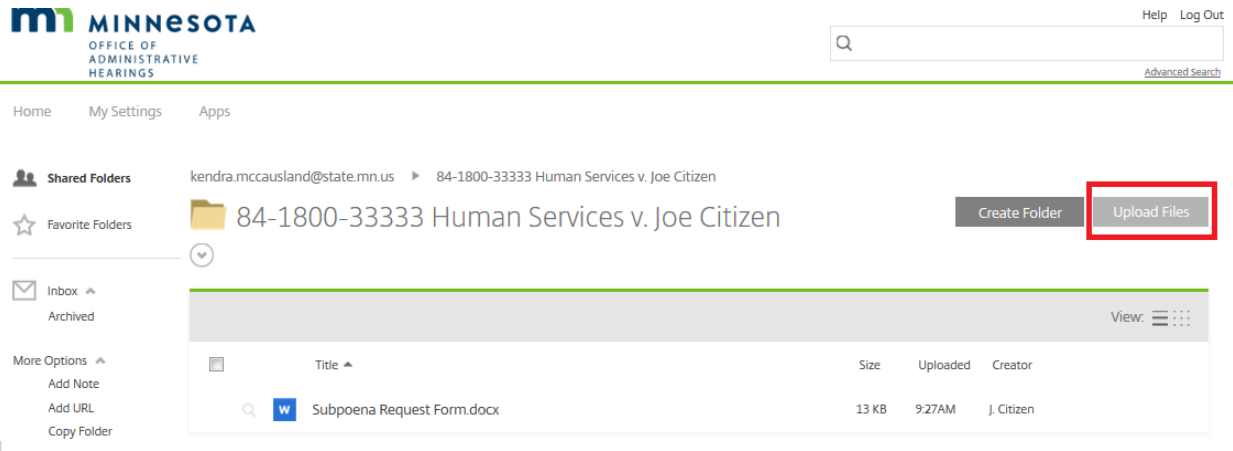 MINNESOTA
OFFICE OF
ADMINISTRATIVE
HEARINGS
Help Log Out
Advanced Search
Home My Settings Apps
Shared Folders
Favorite Folders
Inbox
Archived
More Options
Add Note
Add URL
Copy Folder
kendra.mccausland@state.mn.us 84-1800-33333 Human Services v. Joe Citizen
84-1800-33333 Human Services v. Joe Citizen
Create Folder Upload Files
View:
Title Size Uploaded Creator
W Subpoena Request Form.docx 13 KB 9:27AM J. Citizen